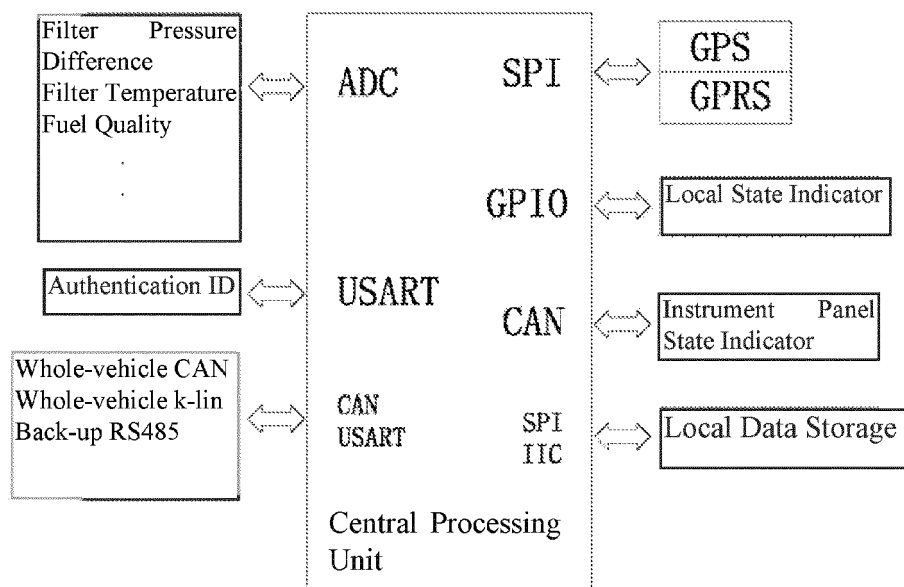 Filter Pressure
Difference
Filter Temperature
Fuel Quality
.
.
Authentication ID
Whole-vehicle CAN
Whole-vehicle k-lin
Back-up RS485
ADC
USART
CAN
USART
SPI
GPIO
CAN
SPI
IIC
Central Processing
Unit
GPS
GPRS
Local State Indicator
Instrument Panel
State Indicator
Local Data Storage